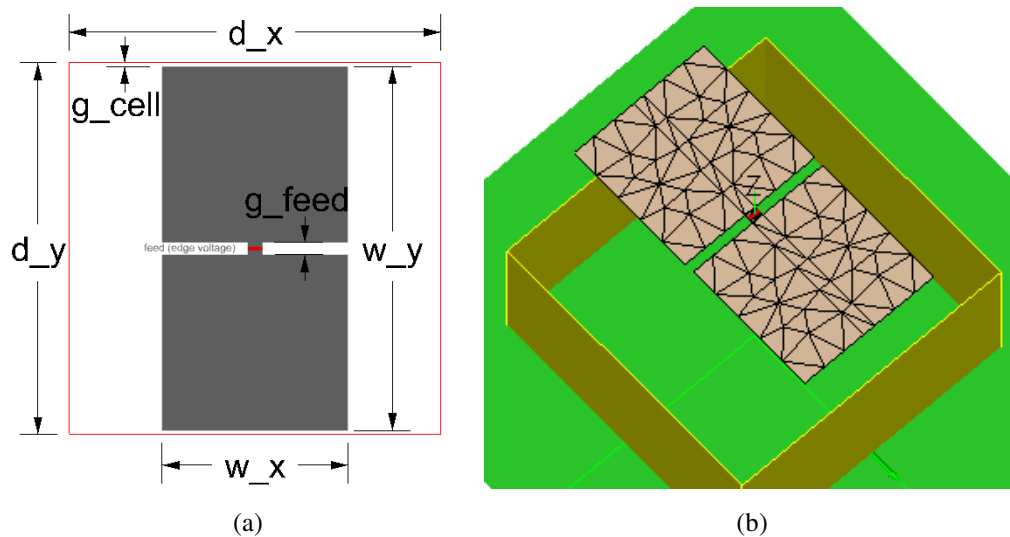 d_x
g_cell
g_feed
feed (edge voltage)
d_y
w_y
w_x
Z
(a)
(b)